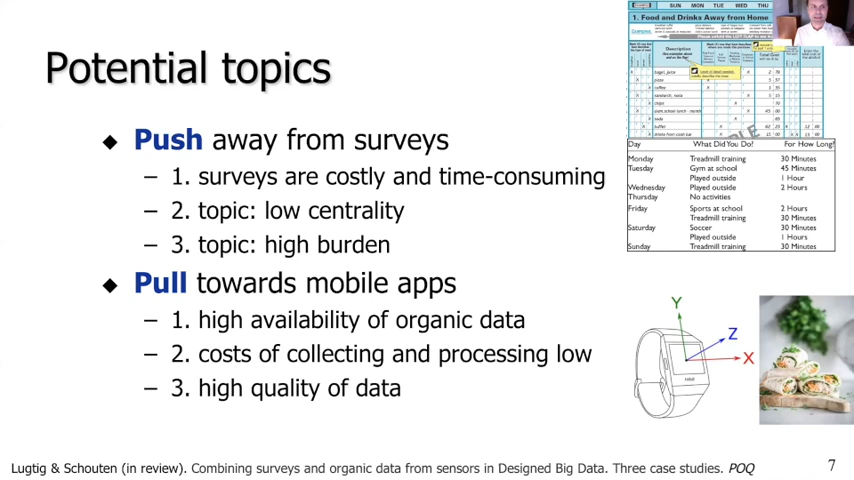 Potential topics
◆ Push away from surveys
– 1. surveys are costly and time-consuming
– 2. topic: low centrality
– 3. topic: high burden
◆ Pull towards mobile apps
– 1. high availability of organic data
– 2. costs of collecting and processing low
– 3. high quality of data
SUN MON TUE WED THU
1. Food and Drinks Away from Home
Description
Day What Did You Do? For How Long?
Monday Treadmill training 30 Minutes
Tuesday Gym at school 45 Minutes
Played outside 1 Hour
Wednesday Played outside 2 Hours
Thursday No activities
Friday Sports at school 2 Hours
Treadmill training 30 Minutes
Saturday Soccer 30 Minutes
Played outside 1 Hours
Sunday Treadmill training 30 Minutes
Y
Z
X
Lugtig & Schouten (in review). Combining surveys and organic data from sensors in Designed Big Data. Three case studies. POQ
7